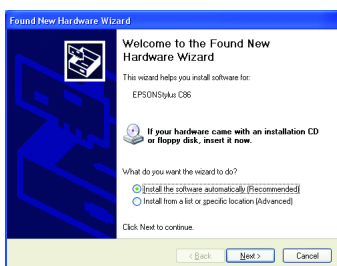 Found New Hardware Wizard
Welcome to the Found New
Hardware Wizard
This wizard helps you install software for:
EPSONStylus C86
If your hardware came with an installation CD
or floppy disk, insert it now.
What do you want the wizard to do?
Install the software automatically (Recommended)
Install from a list or specific location (Advanced)
Click Next to continue.
< Back Next > Cancel